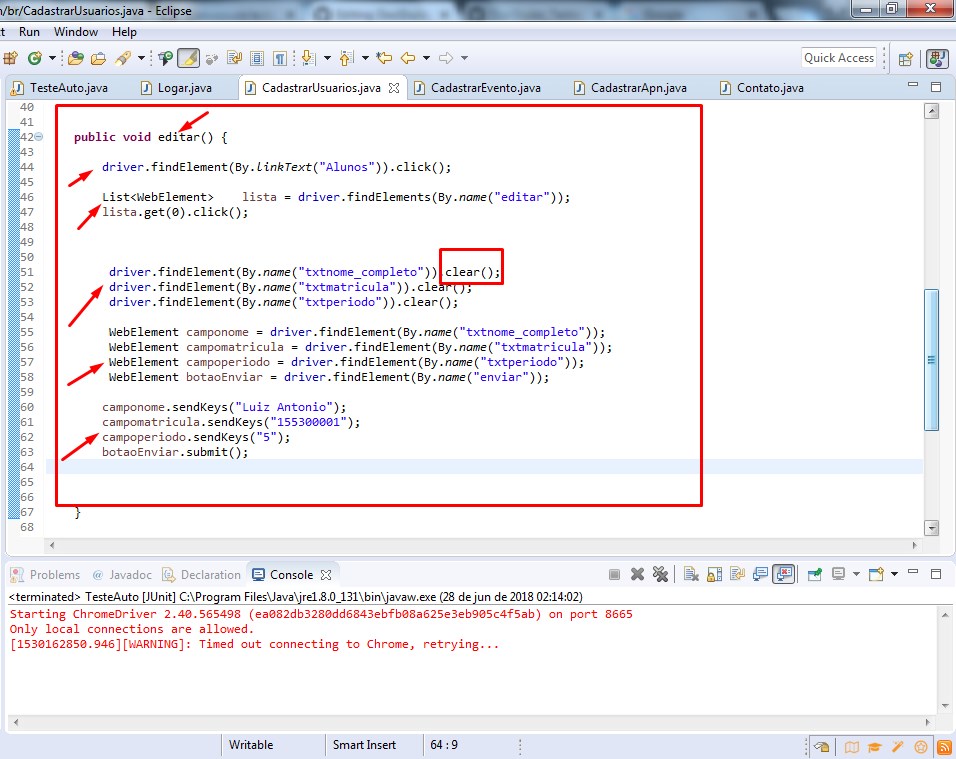 n/br/CadastrarUsuarios.java - Eclipse
t Run Window Help
Quick Access
TesteAuto.java Logar.java CadastrarUsuarios.java CadastrarEvento.java CadastrarApn.java Contato.java
40
41
42 public void editar() {
43
44 driver.findElement(By.linkText("Alunos")).click();
45
46 List<WebElement> lista = driver.findElements(By.name("editar"));
47 lista.get(0).click();
48
49
50
51 driver.findElement(By.name("txtnome_completo")).clear();
52 driver.findElement(By.name("txtmatricula")).clear();
53 driver.findElement(By.name("txtperiodo")).clear();
54
55 WebElement camponome = driver.findElement(By.name("txtnome_completo"));
56 WebElement campomatricula = driver.findElement(By.name("txtmatricula"));
57 WebElement campoperiodo = driver.findElement(By.name("txtperiodo"));
58 WebElement botaoEnviar = driver.findElement(By.name("enviar"));
59
60 camponome.sendKeys("Luiz Antonio");
61 campomatricula.sendKeys("155300001");
62 campoperiodo.sendKeys("5");
63 botaoEnviar.submit();
64
65
66
67 }
68
Problems @ Javadoc Declaration Console
<terminated> TesteAuto [JUnit] C:\Program Files\Java\jre1.8.0_131\bin\javaw.exe (28 de jun de 2018 02:14:02)
Starting ChromeDriver 2.40.565498 (ea082db3280dd6843ebfb08a625e3eb905c4f5ab) on port 8665
Only local connections are allowed.
[1530162850.946][WARNING]: Timed out connecting to Chrome, retrying...
Writable Smart Insert 64 : 9